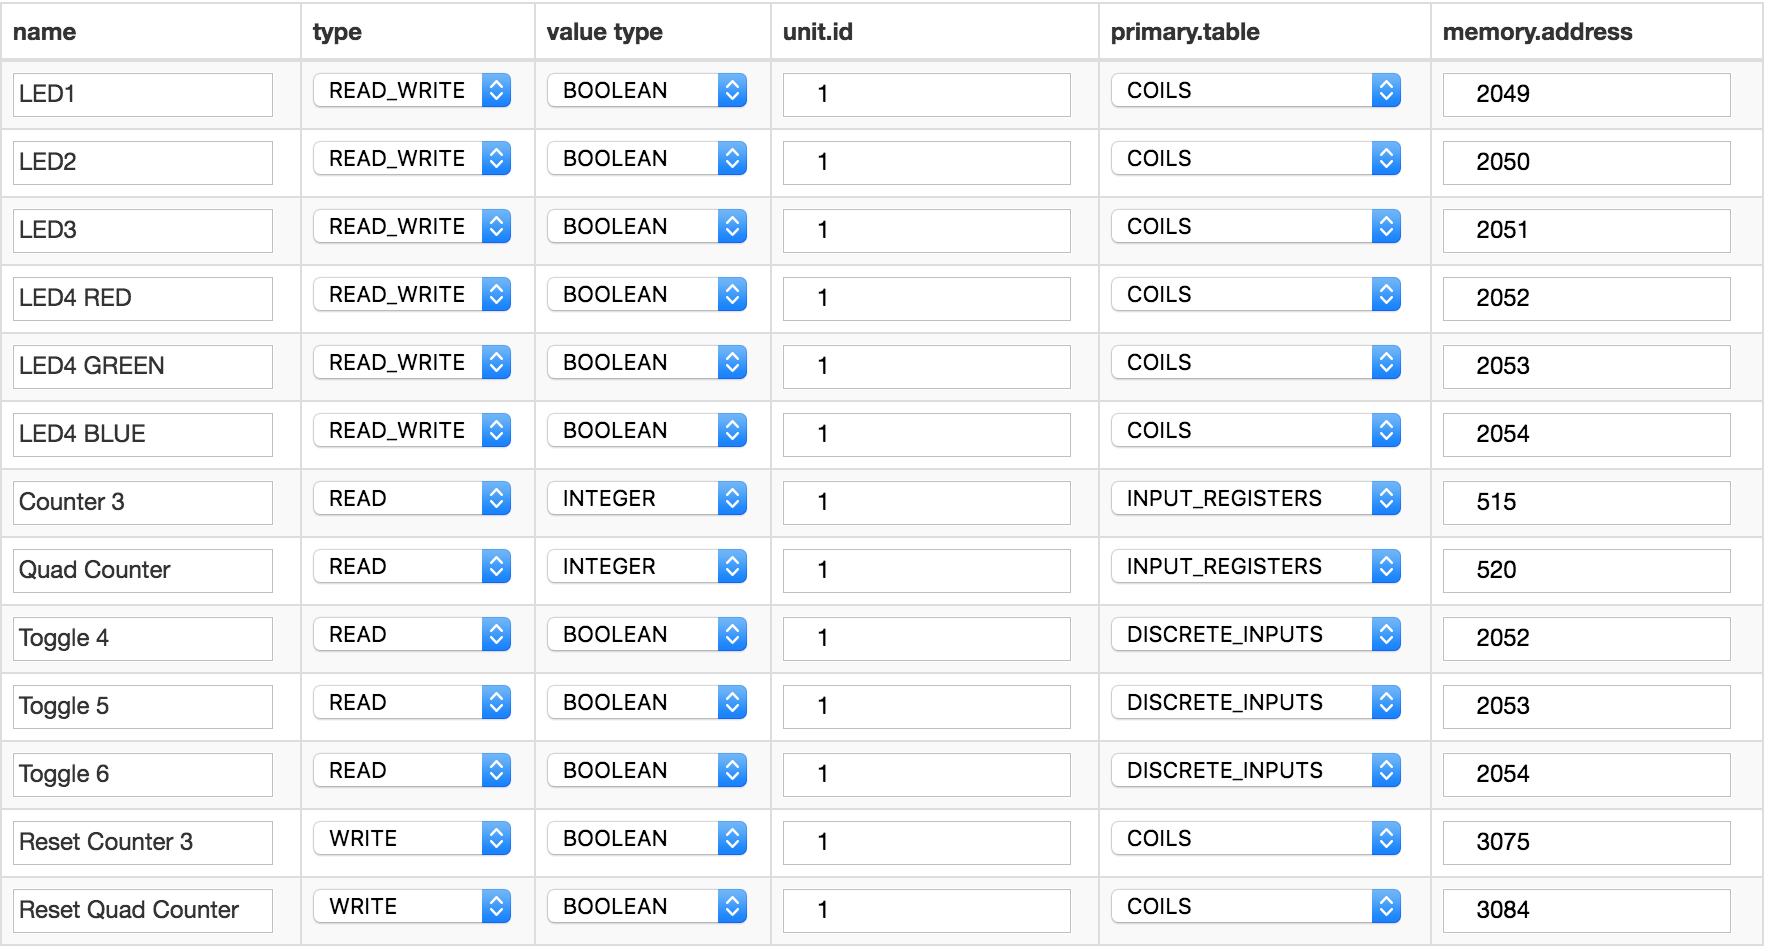 name type value type unit.id primary.table memory.address
LED1 READ_WRITE BOOLEAN 1 COILS 2049
LED2 READ_WRITE BOOLEAN 1 COILS 2050
LED3 READ_WRITE BOOLEAN 1 COILS 2051
LED4 RED READ_WRITE BOOLEAN 1 COILS 2052
LED4 GREEN READ_WRITE BOOLEAN 1 COILS 2053
LED4 BLUE READ_WRITE BOOLEAN 1 COILS 2054
Counter 3 READ INTEGER 1 INPUT_REGISTERS 515
Quad Counter READ INTEGER 1 INPUT_REGISTERS 520
Toggle 4 READ BOOLEAN 1 DISCRETE_INPUTS 2052
Toggle 5 READ BOOLEAN 1 DISCRETE_INPUTS 2053
Toggle 6 READ BOOLEAN 1 DISCRETE_INPUTS 2054
Reset Counter 3 WRITE BOOLEAN 1 COILS 3075
Reset Quad Counter WRITE BOOLEAN 1 COILS 3084